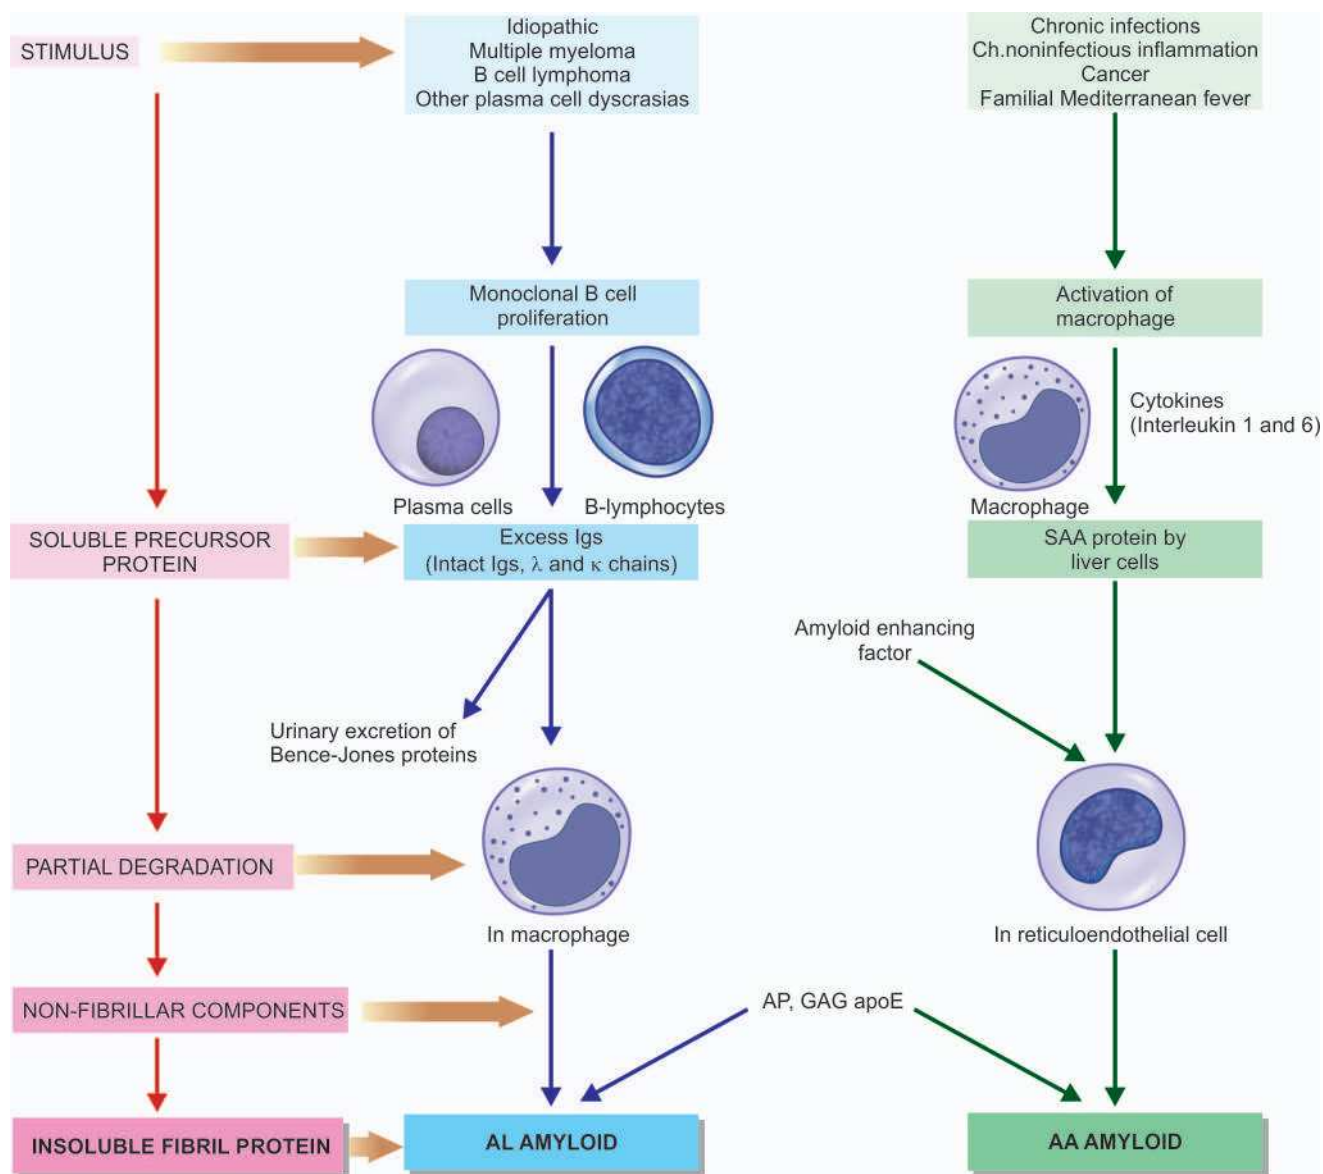 STIMULUS
Idiopathic
Multiple myeloma
B cell lymphoma
Other plasma cell dyscrasias
Chronic infections
Ch.noninfectious inflammation
Cancer
Familial Mediterranean fever
Monoclonal B cell
proliferation
Activation of
macrophage
Cytokines
(Interleukin 1 and 6)
Plasma cells
B-lymphocytes
Macrophage
SOLUBLE PRECURSOR
PROTEIN
Excess Igs
(Intact Igs, λ and κ chains)
SAA protein by
liver cells
Amyloid enhancing
factor
Urinary excretion of
Bence-Jones proteins
PARTIAL DEGRADATION
In macrophage
In reticuloendothelial cell
NON-FIBRILLAR COMPONENTS
AP, GAG apoE
INSOLUBLE FIBRIL PROTEIN
AL AMYLOID
AA AMYLOID